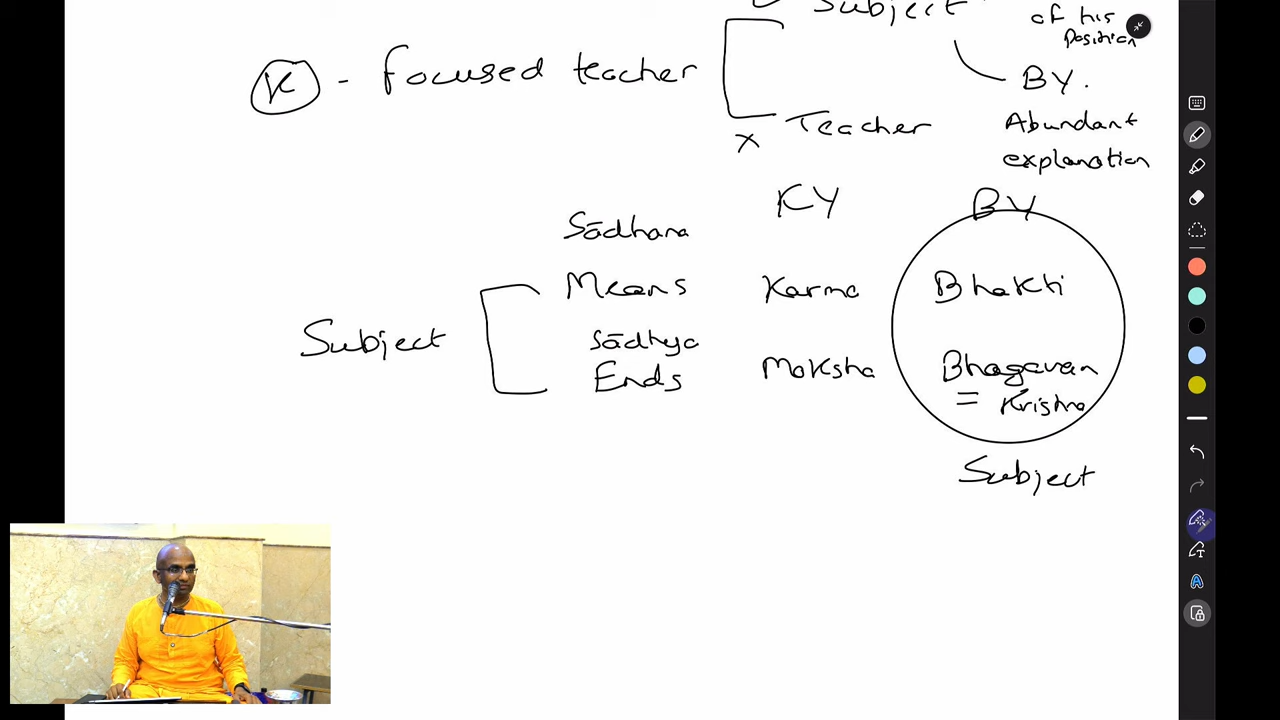 Subject
of his
Position
K - focused teacher
BY.
x Teacher
Abundant
explanation
KY BY
Sādhana
Means Karma Bhakti
Subject
Sādhya
Ends Moksha Bhagavan
= Krishna
Subject